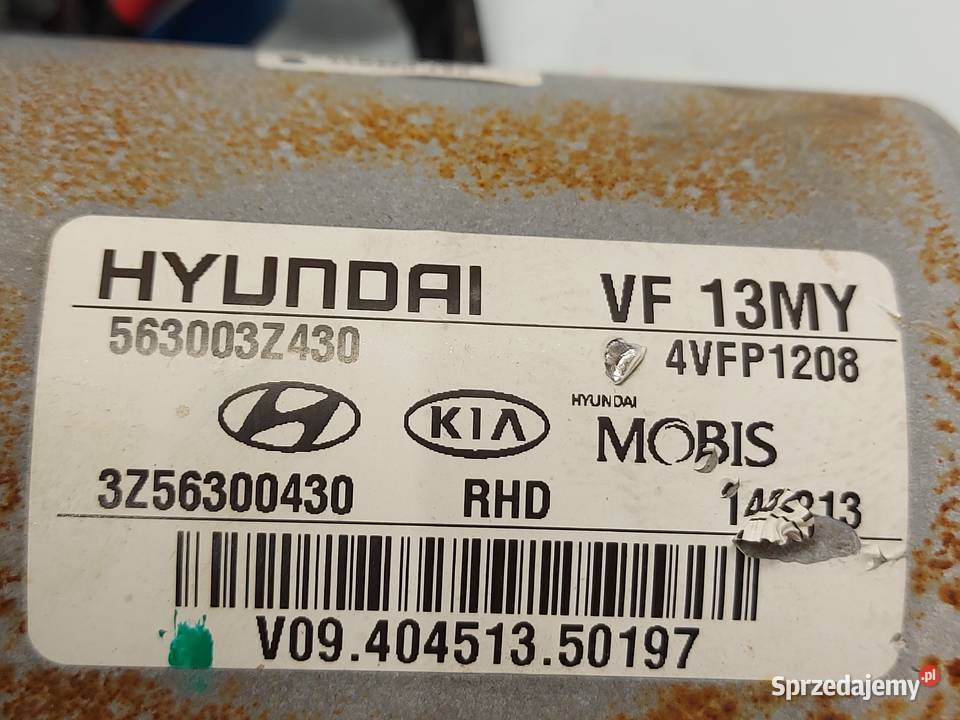 HYUNDAI VF 13MY
563003Z430 4VFP1208
KIA HYUNDAI MOBIS
3Z56300430 RHD
V09.404513.50197
Sprzedajemy.pl